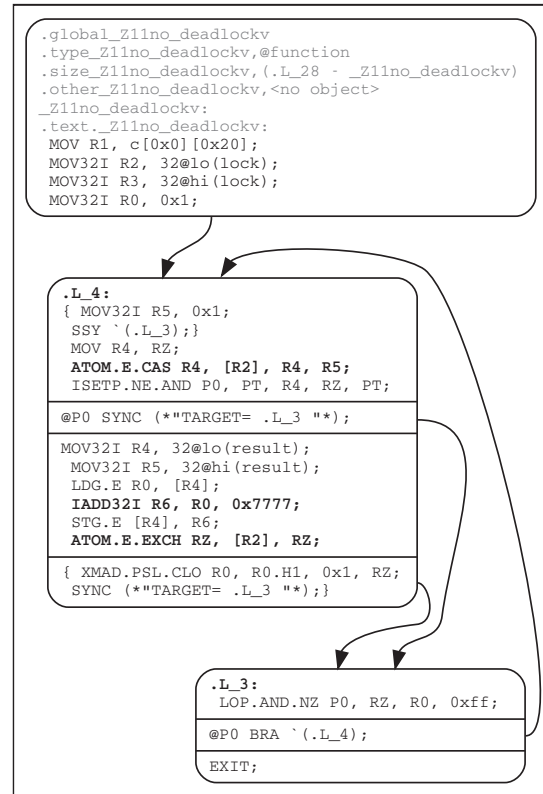 .global_Z11no_deadlockv
.type_Z11no_deadlockv,@function
.size_Z11no_deadlockv,(.L_28 - _Z11no_deadlockv)
.other_Z11no_deadlockv,<no object>
_Z11no_deadlockv:
.text._Z11no_deadlockv:
MOV R1, c[0x0][0x20];
MOV32I R2, 32@lo(lock);
MOV32I R3, 32@hi(lock);
MOV32I R0, 0x1;
.L_4:
{ MOV32I R5, 0x1;
SSY `(.L_3);}
MOV R4, RZ;
ATOM.E.CAS R4, [R2], R4, R5;
ISETP.NE.AND P0, PT, R4, RZ, PT;
@P0 SYNC (*"TARGET= .L_3 "*);
MOV32I R4, 32@lo(result);
MOV32I R5, 32@hi(result);
LDG.E R0, [R4];
IADD32I R6, R0, 0x7777;
STG.E [R4], R6;
ATOM.E.EXCH RZ, [R2], RZ;
{ XMAD.PSL.CLO R0, R0.H1, 0x1, RZ;
SYNC (*"TARGET= .L_3 "*);}
.L_3:
LOP.AND.NZ P0, RZ, R0, 0xff;
@P0 BRA `(.L_4);
EXIT;